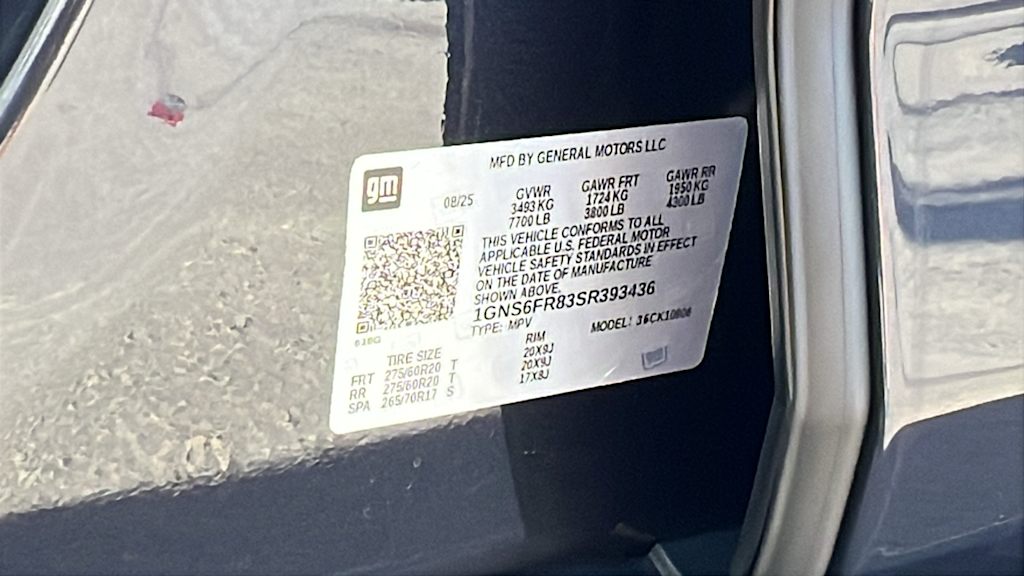 MFD BY GENERAL MOTORS LLC
gm
08/25
GVWR GAWR FRT GAWR RR
3493 KG 1724 KG 1950 KG
7700 LB 3800 LB 4300 LB
THIS VEHICLE CONFORMS TO ALL
APPLICABLE U.S. FEDERAL MOTOR
VEHICLE SAFETY STANDARDS IN EFFECT
ON THE DATE OF MANUFACTURE
SHOWN ABOVE.
1GNS6FR83SR393436
TYPE: MPV MODEL:
TIRE SIZE RIM
FRT 275/60R20 T 20X9J
RR 275/60R20 T 20X9J
SPA 265/70R17 S 17X8J